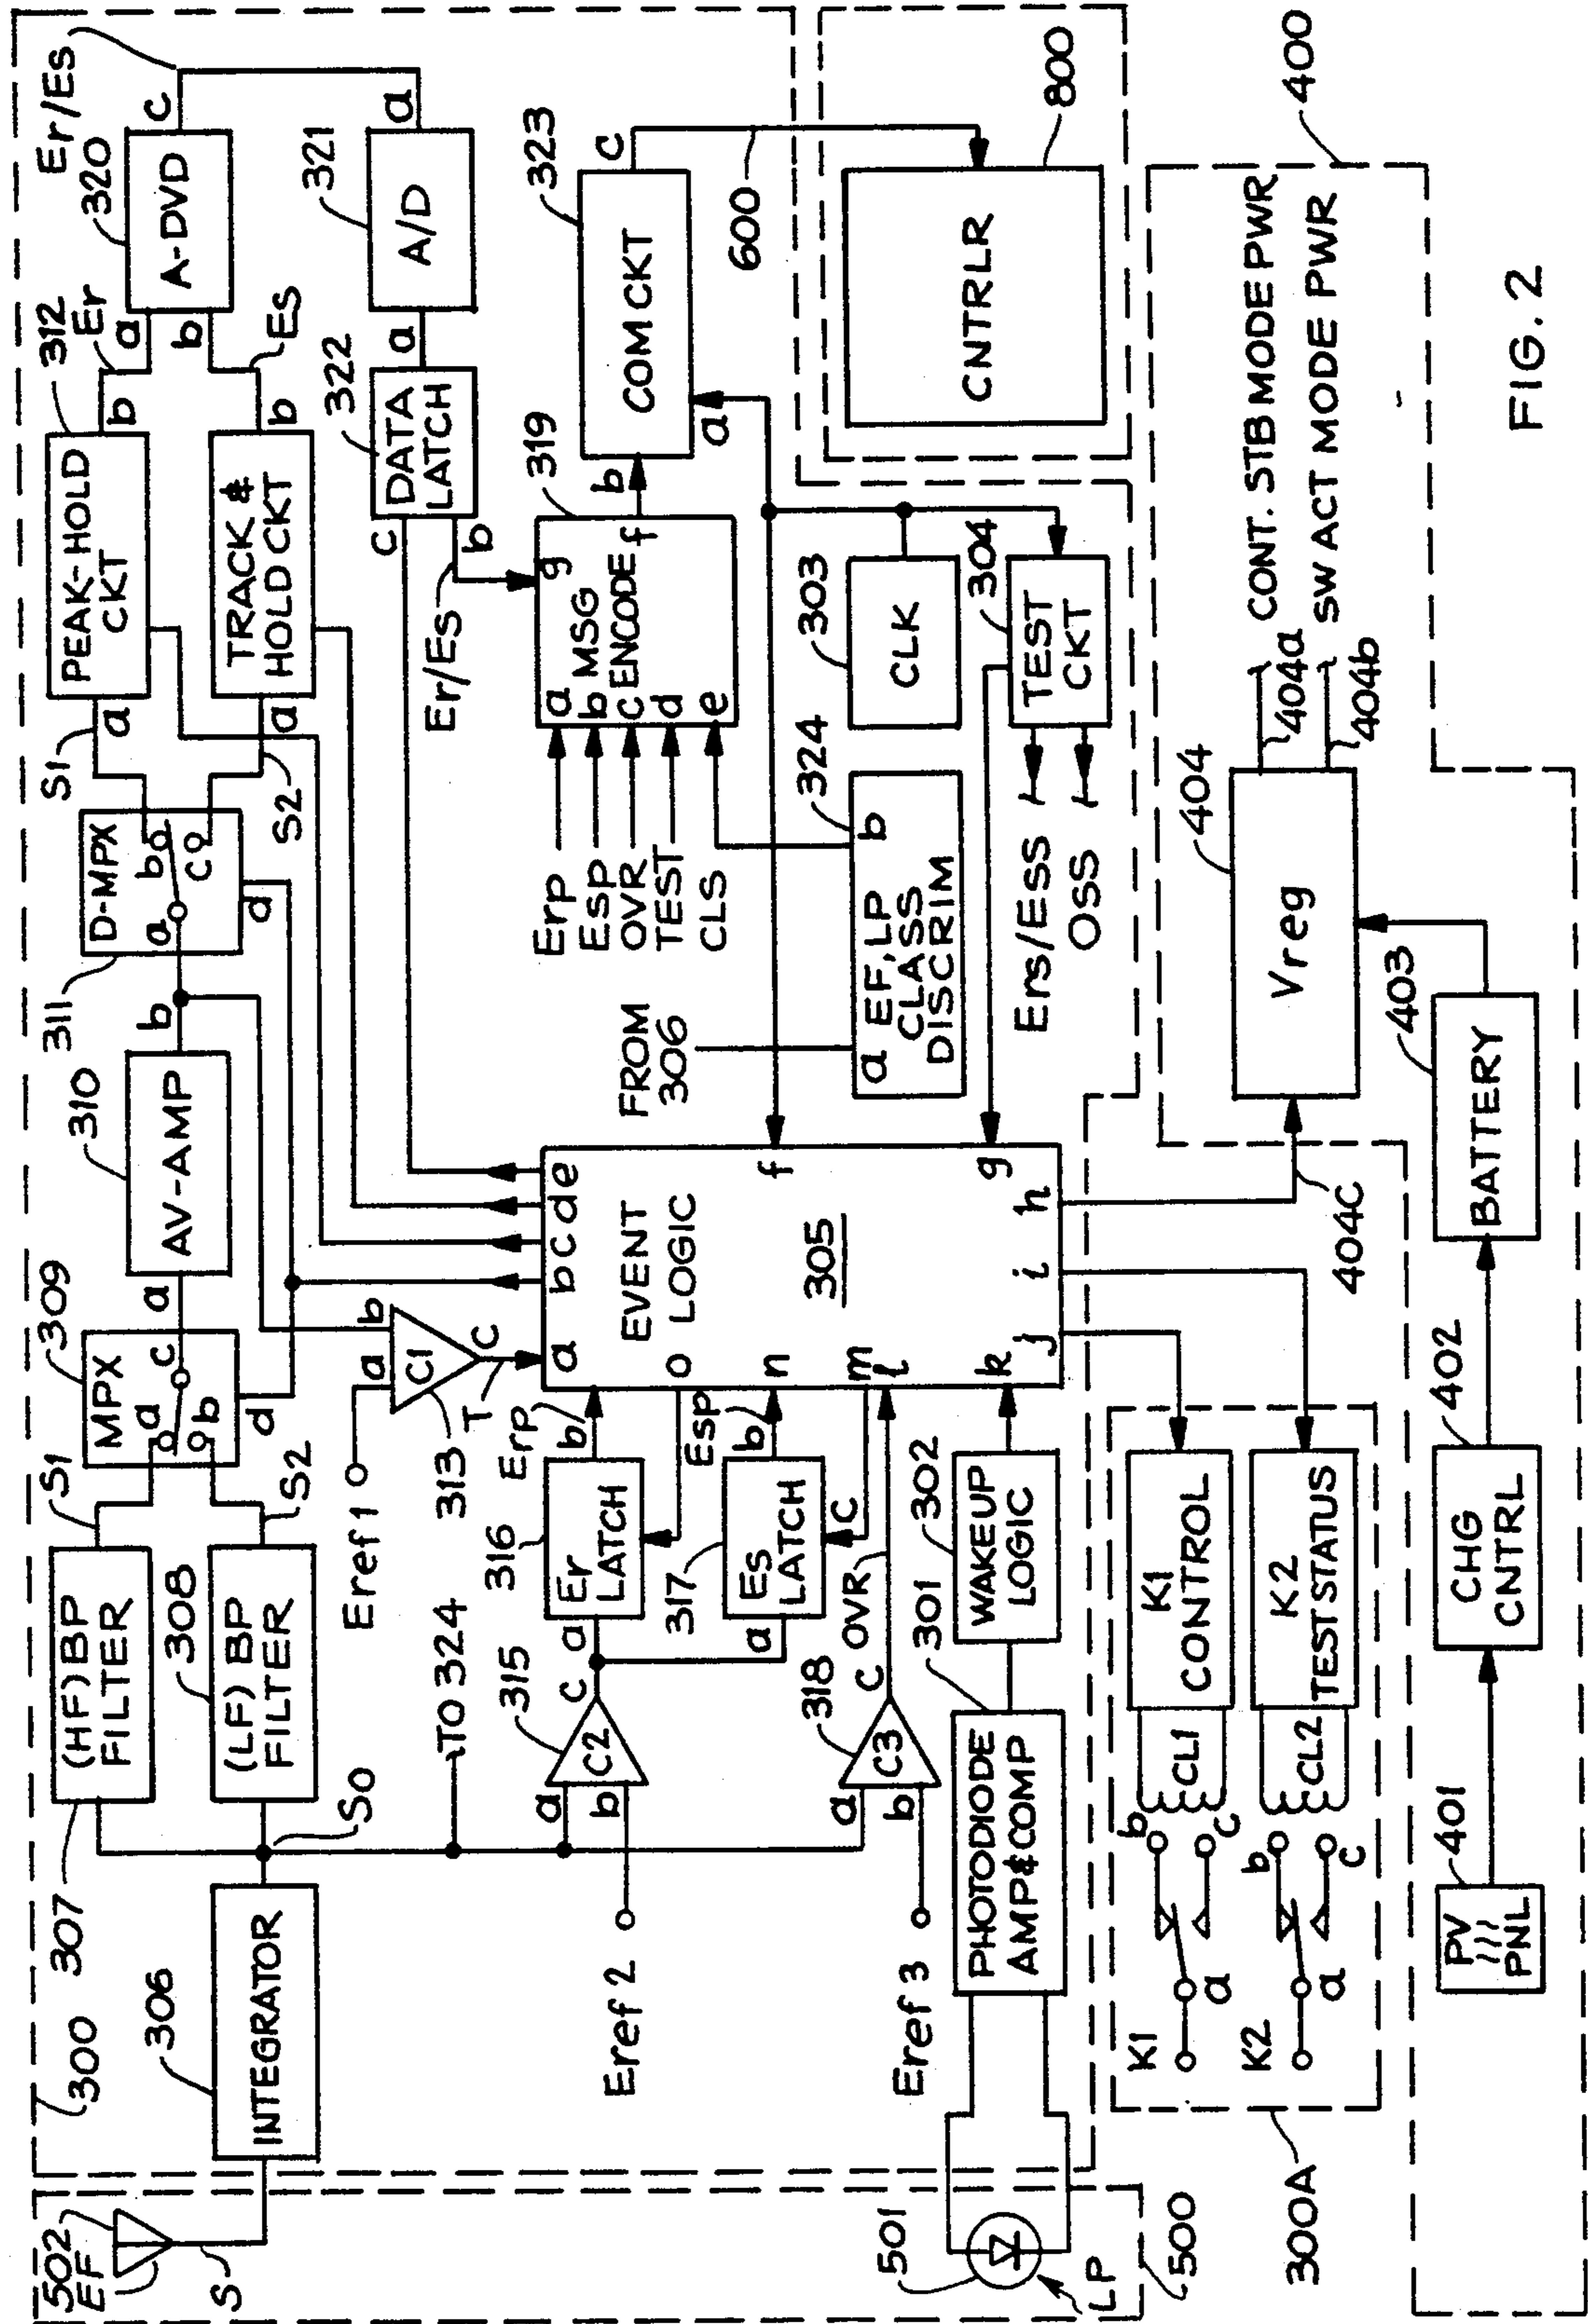 502
EF
S
300
306
INTEGRATOR
307
(HF) BP
FILTER
308
(LF) BP
FILTER
So
S1
S2
309
MPX
a
c
b
d
310
a
AV-AMP
b
311
D-MPX
a
b
c
d
S1
S2
312
a
PEAK-HOLD
CKT
b
a
TRACK &
HOLD CKT
b
Er
Es
320
a
b
A-DVD
c
Er/Es
321
a
A/D
a
322
DATA
LATCH
a
b
c
Er/Es
TO 324
Eref 1
a
b
C1
c
313
T
Eref 2
315
a
b
C2
c
316
a
Er
LATCH
b
Erp
317
a
Es
LATCH
b
c
Esp
Eref 3
318
a
b
C3
c
OVR
EVENT
LOGIC
305
a
b
c
d
e
f
g
h
i
j
k
l
m
n
o
Erp
Esp
OVR
TEST
CLS
319
a
b
c
d
e
MSG
ENCODE
g
f
323
b
COM CKT
a
c
600
FROM
306
324
a
b
EF, LP
CLASS
DISCRIM
303
CLK
304
TEST
CKT
Ers/Ess
OSS
800
CNTRLR
501
LP
500
PHOTODIODE
AMP & COMP
301
WAKEUP
LOGIC
302
300A
K1
a
b
c
CL1
K1
CONTROL
K2
a
b
c
CL2
K2
TEST STATUS
404C
404
Vreg
404a
CONT. STB MODE PWR
404b
SW ACT MODE PWR
400
401
PV
PNL
402
CHG
CNTRL
403
BATTERY
FIG. 2